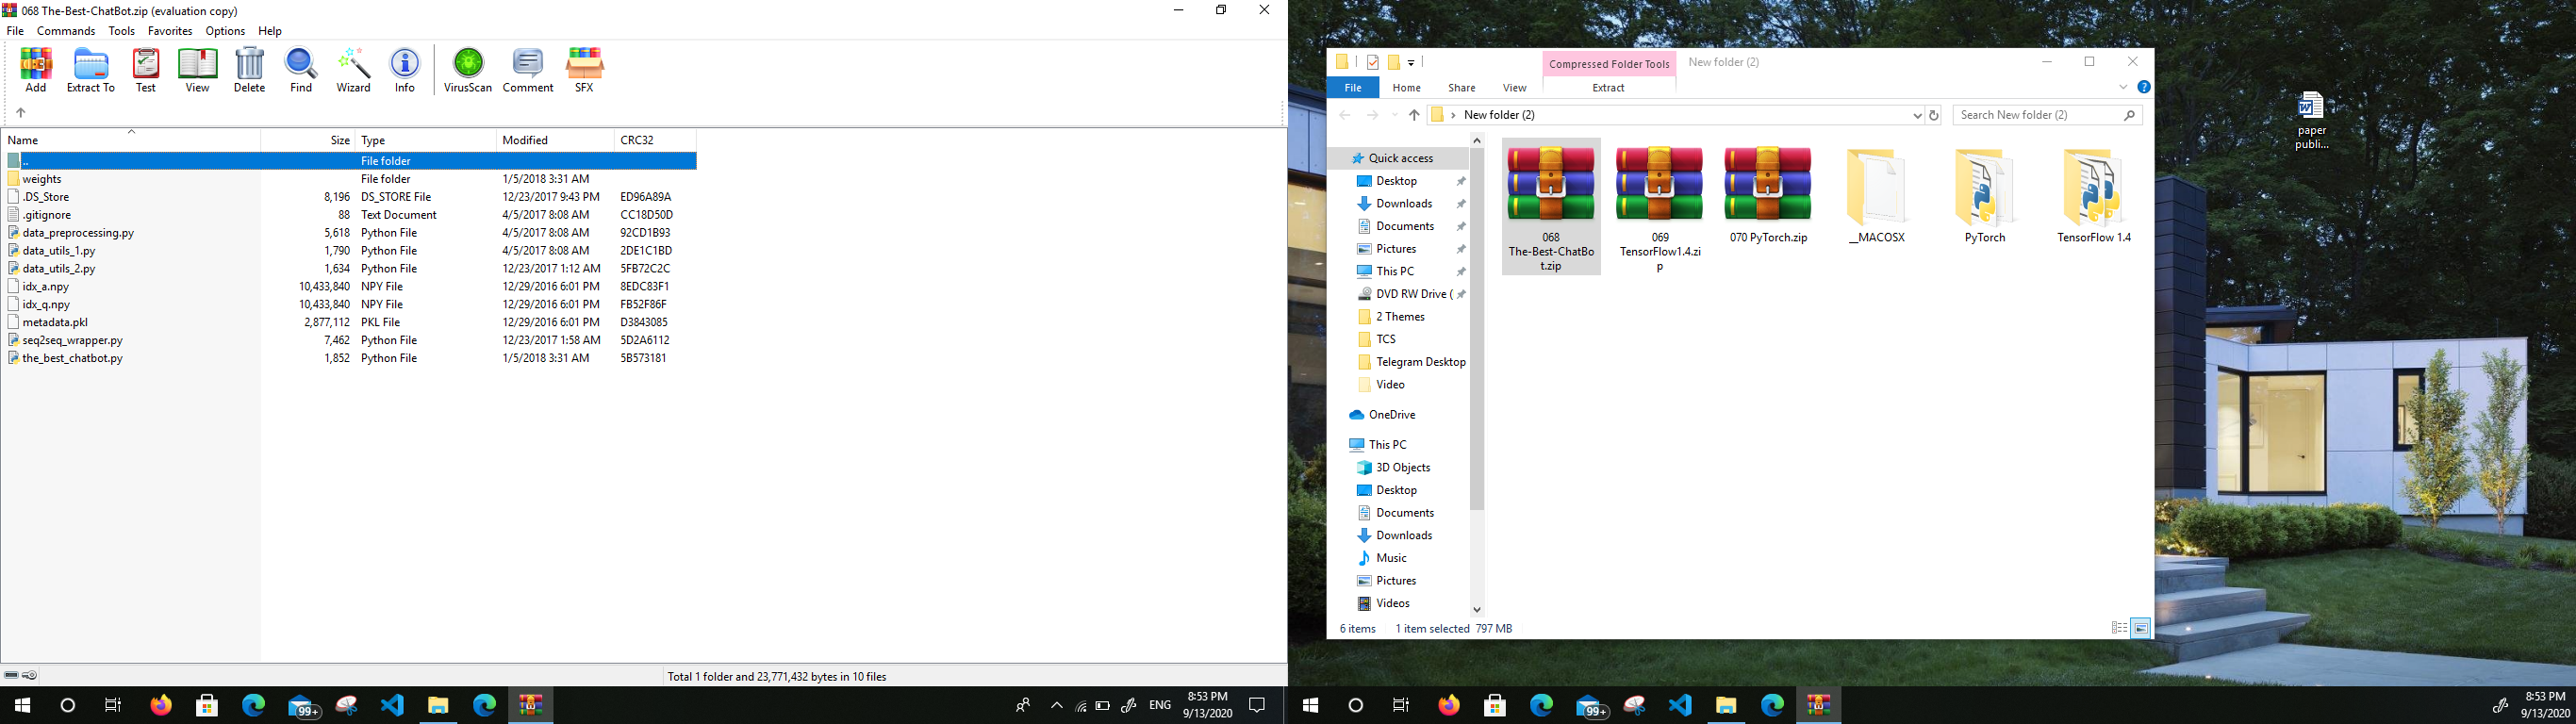 068 The-Best-ChatBot.zip (evaluation copy)
File Commands Tools Favorites Options Help
Add Extract To Test View Delete Find Wizard Info VirusScan Comment SFX
Name Size Type Modified CRC32
.. File folder
weights File folder 1/5/2018 3:31 AM
.DS_Store 8,196 DS_STORE File 12/23/2017 9:43 PM ED96A89A
.gitignore 88 Text Document 4/5/2017 8:08 AM CC18D50D
data_preprocessing.py 5,618 Python File 4/5/2017 8:08 AM 92CD1B93
data_utils_1.py 1,790 Python File 4/5/2017 8:08 AM 2DE1C1BD
data_utils_2.py 1,634 Python File 12/23/2017 1:12 AM 5FB72C2C
idx_a.npy 10,433,840 NPY File 12/29/2016 6:01 PM 8EDC83F1
idx_q.npy 10,433,840 NPY File 12/29/2016 6:01 PM FB52F86F
metadata.pkl 2,877,112 PKL File 12/29/2016 6:01 PM D3843085
seq2seq_wrapper.py 7,462 Python File 12/23/2017 1:58 AM 5D2A6112
the_best_chatbot.py 1,852 Python File 1/5/2018 3:31 AM 5B573181
Total 1 folder and 23,771,432 bytes in 10 files
99+
ENG
8:53 PM
9/13/2020
Compressed Folder Tools New folder (2)
File Home Share View Extract
New folder (2)
Search New folder (2)
Quick access
Desktop
Downloads
Documents
Pictures
This PC
DVD RW Drive (
2 Themes
TCS
Telegram Desktop
Video
OneDrive
This PC
3D Objects
Desktop
Documents
Downloads
Music
Pictures
Videos
068
The-Best-ChatBo
t.zip
069
TensorFlow1.4.zi
p
070 PyTorch.zip
__MACOSX
PyTorch
TensorFlow 1.4
6 items 1 item selected 797 MB
paper
publi...
99+
8:53 PM
9/13/2020